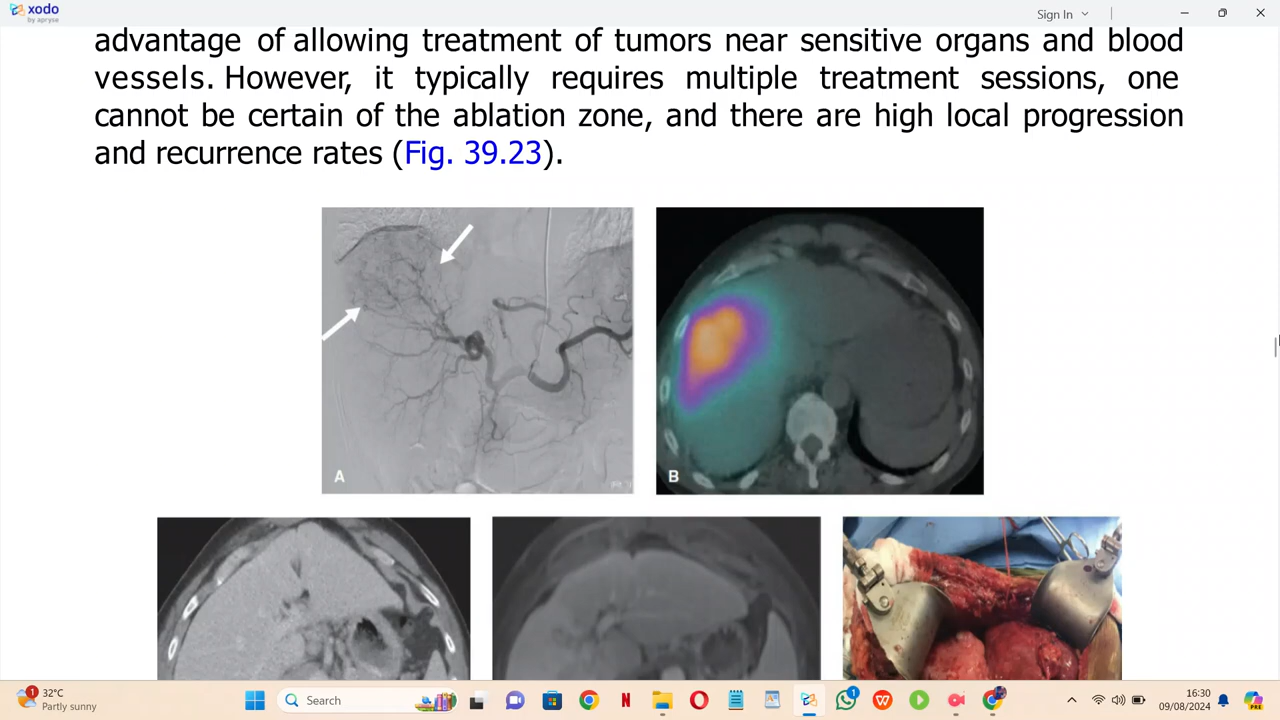 xodo
by apryse
Sign In
advantage of allowing treatment of tumors near sensitive organs and blood
vessels. However, it typically requires multiple treatment sessions, one
cannot be certain of the ablation zone, and there are high local progression
and recurrence rates (Fig. 39.23).
A
B
1
32°C
Partly sunny
Search
1
16:30
09/08/2024